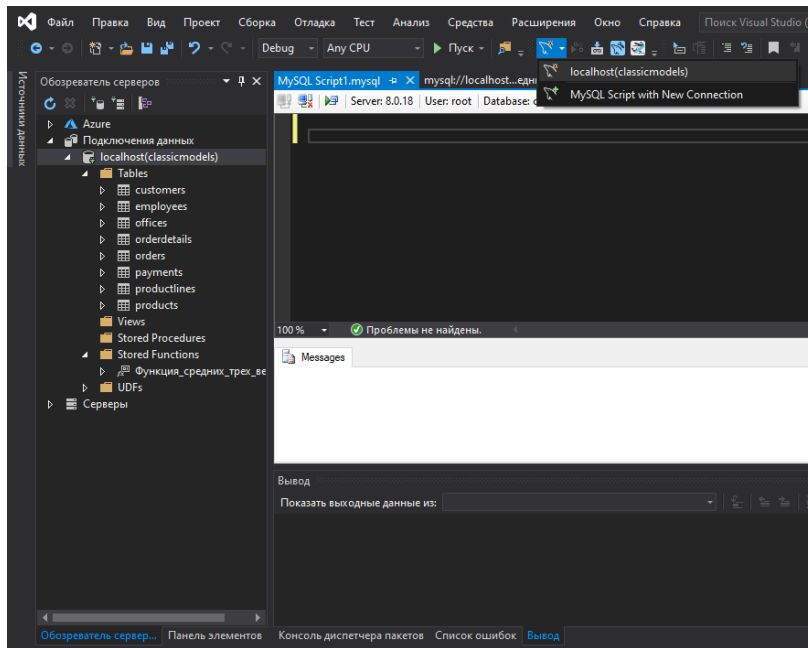 Файл Правка Вид Проект Сборка Отладка Тест Анализ Средства Расширения Окно Справка Поиск Visual Studio (
Debug Any CPU Пуск
Источники данных
Обозреватель серверов
Azure
Подключения данных
localhost(classicmodels)
Tables
customers
employees
offices
orderdetails
orders
payments
productlines
products
Views
Stored Procedures
Stored Functions
Функция_средних_трех_ве
UDFs
Серверы
MySQL Script1.mysql mysql://localhost...едн
localhost(classicmodels)
MySQL Script with New Connection
Server: 8.0.18 User: root Database:
100 % Проблемы не найдены.
Messages
Вывод
Показать выходные данные из:
Обозреватель сервер... Панель элементов Консоль диспетчера пакетов Список ошибок Вывод